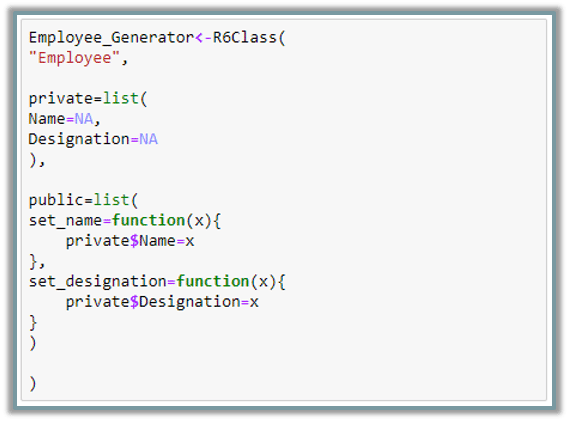 Employee_Generator<-R6Class(
"Employee",
private=list(
Name=NA,
Designation=NA
),
public=list(
set_name=function(x){
    private$Name=x
},
set_designation=function(x){
    private$Designation=x
}
)
)